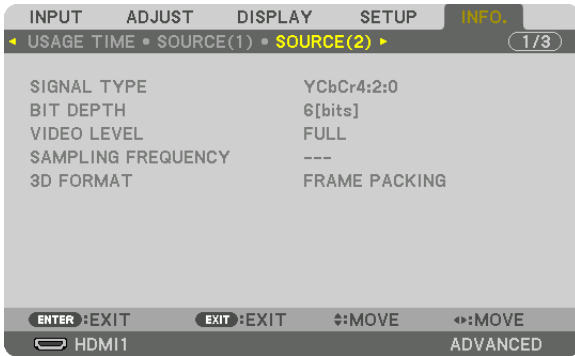 INPUT ADJUST DISPLAY SETUP INFO.
◂ USAGE TIME • SOURCE(1) • SOURCE(2) ▸ 1/3
SIGNAL TYPE YCbCr4:2:0
BIT DEPTH 6[bits]
VIDEO LEVEL FULL
SAMPLING FREQUENCY ---
3D FORMAT FRAME PACKING
ENTER :EXIT EXIT :EXIT ♦:MOVE ◂▸:MOVE
HDMI1 ADVANCED